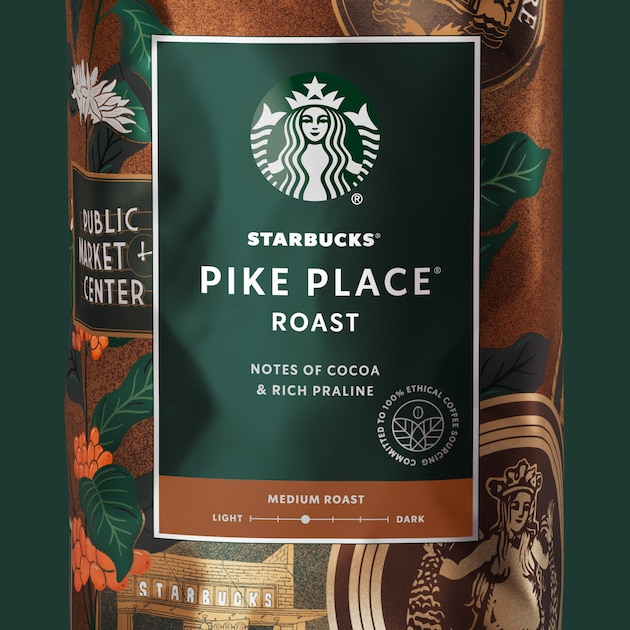 RE
PUBLIC
MARKET +
CENTER
STARBUCKS®
PIKE PLACE®
ROAST
NOTES OF COCOA
& RICH PRALINE
COMMITTED TO 100% ETHICAL COFFEE SOURCING
MEDIUM ROAST
LIGHT DARK
STARBUCKS
®